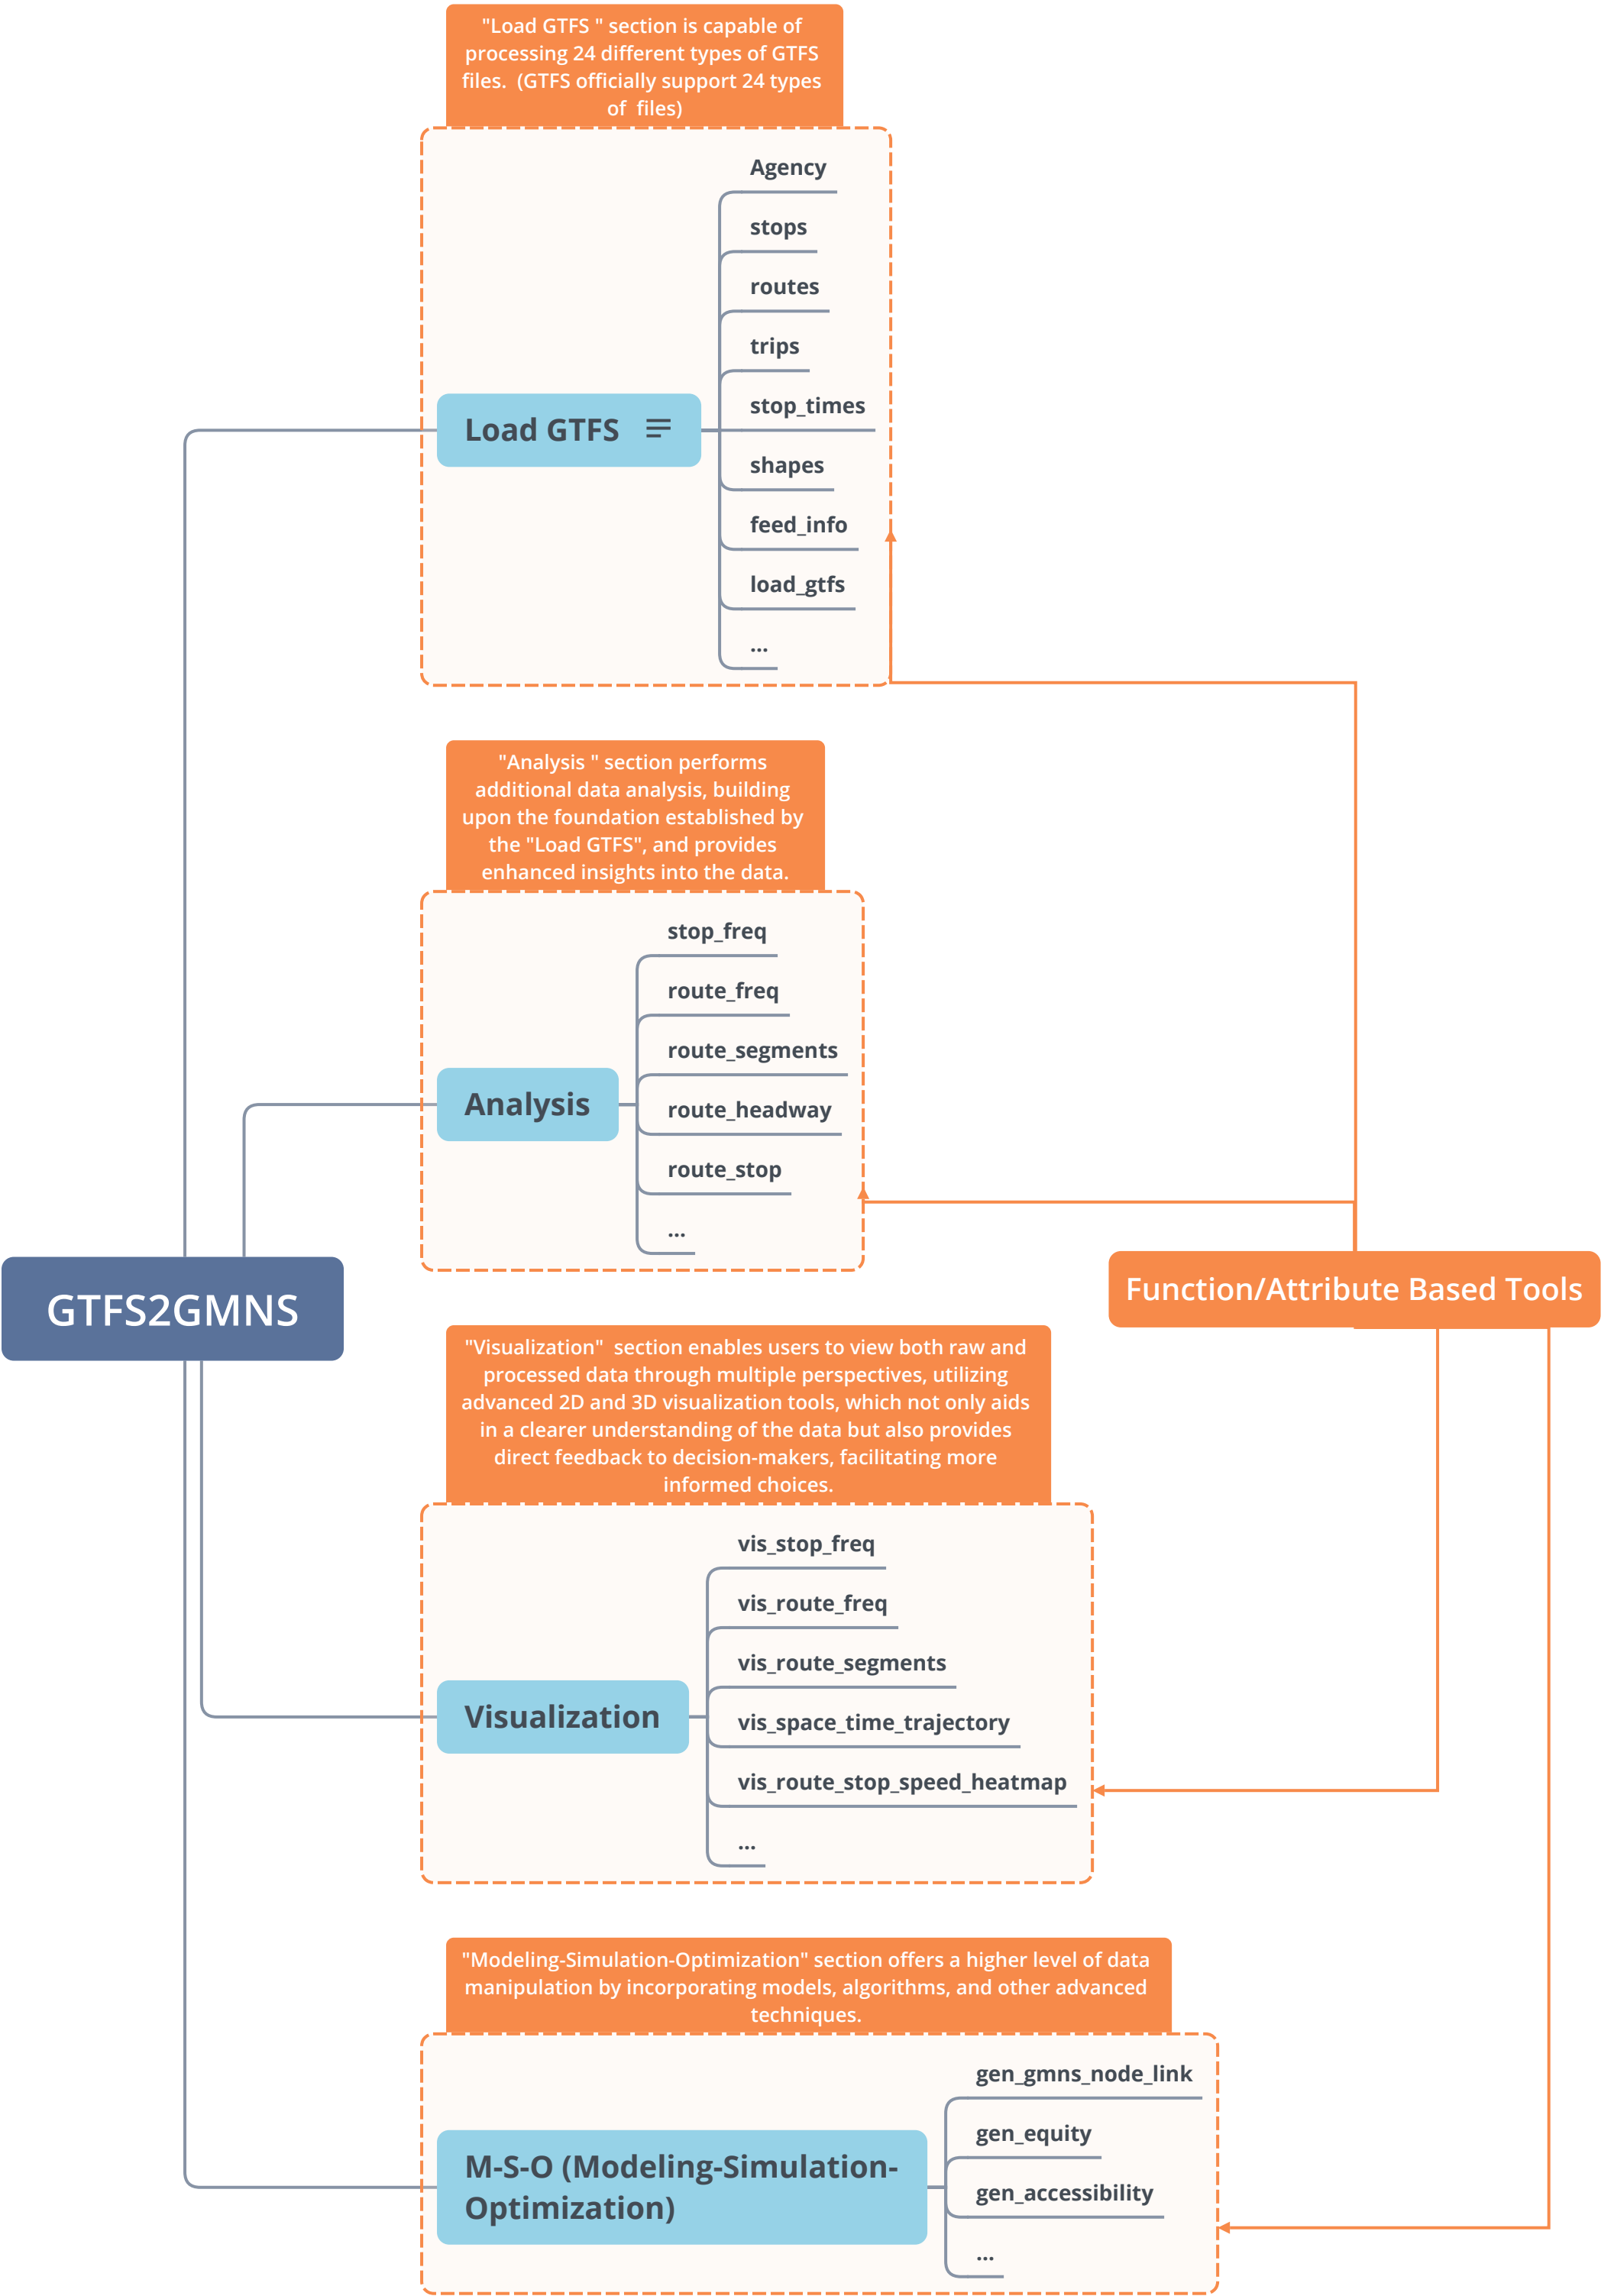 "Load GTFS " section is capable of
processing 24 different types of GTFS
files.  (GTFS officially support 24 types
of  files)
Agency
stops
routes
trips
stop_times
Load GTFS
shapes
feed_info
load_gtfs
...
"Analysis " section performs
additional data analysis, building
upon the foundation established by
the "Load GTFS", and provides
enhanced insights into the data.
stop_freq
route_freq
route_segments
Analysis
route_headway
route_stop
...
GTFS2GMNS
Function/Attribute Based Tools
"Visualization"  section enables users to view both raw and
processed data through multiple perspectives, utilizing
advanced 2D and 3D visualization tools, which not only aids
in a clearer understanding of the data but also provides
direct feedback to decision-makers, facilitating more
informed choices.
vis_stop_freq
vis_route_freq
vis_route_segments
Visualization
vis_space_time_trajectory
vis_route_stop_speed_heatmap
...
"Modeling-Simulation-Optimization" section offers a higher level of data
manipulation by incorporating models, algorithms, and other advanced
techniques.
gen_gmns_node_link
gen_equity
M-S-O (Modeling-Simulation-
Optimization)
gen_accessibility
...